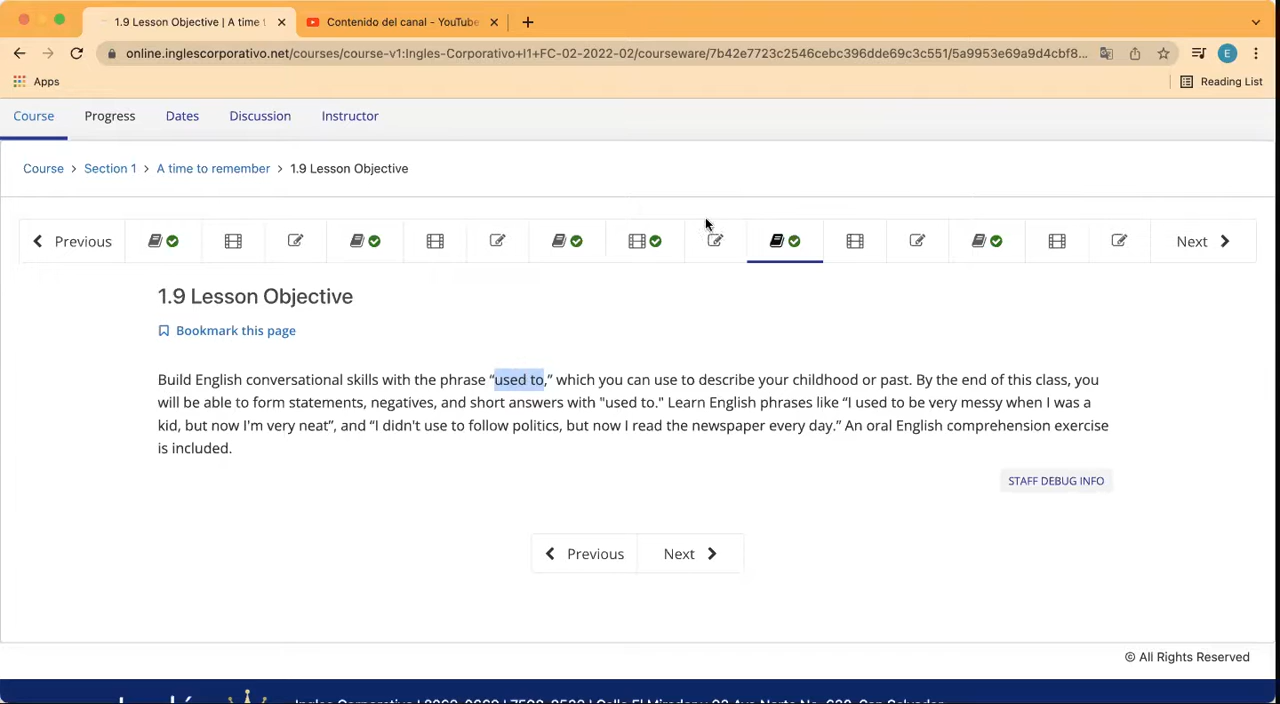 1.9 Lesson Objective | A time t
Contenido del canal - YouTube
online.inglescorporativo.net/courses/course-v1:Ingles-Corporativo+I1+FC-02-2022-02/courseware/7b42e7723c2546cebc396dde69c3c551/5a9953e69a9d4cbf8...
E
Apps
Reading List
Course Progress Dates Discussion Instructor
Course > Section 1 > A time to remember > 1.9 Lesson Objective
Previous
Next
1.9 Lesson Objective
Bookmark this page
Build English conversational skills with the phrase “used to,” which you can use to describe your childhood or past. By the end of this class, you
will be able to form statements, negatives, and short answers with "used to." Learn English phrases like “I used to be very messy when I was a
kid, but now I'm very neat”, and “I didn't use to follow politics, but now I read the newspaper every day.” An oral English comprehension exercise
is included.
STAFF DEBUG INFO
Previous
Next
© All Rights Reserved